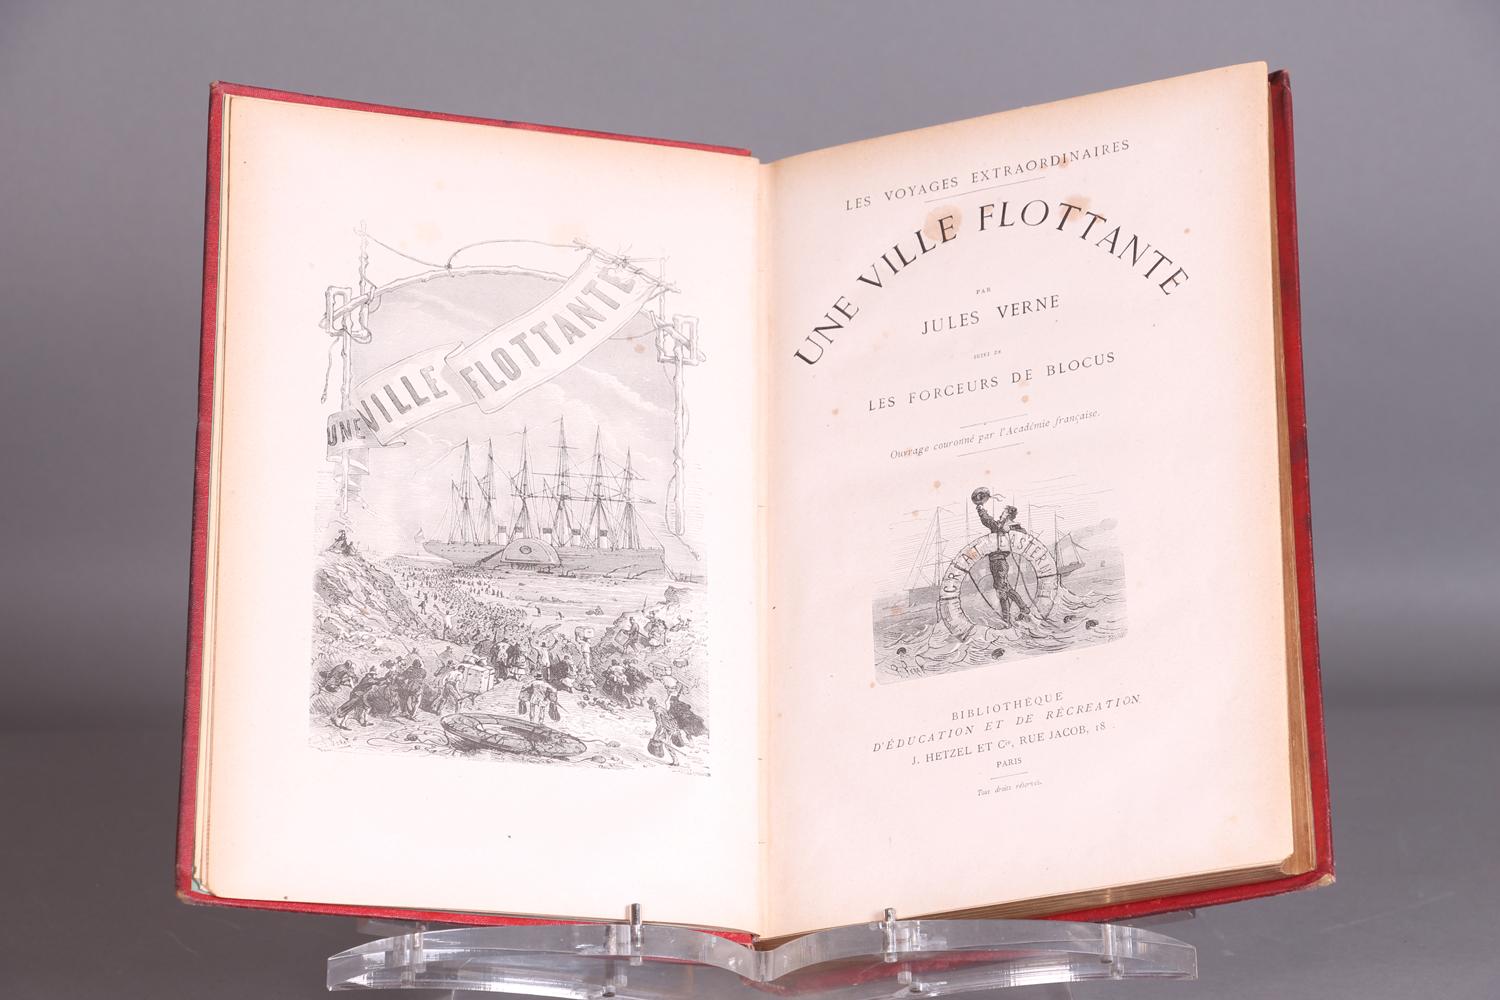 UNE VILLE FLOTTANTE
LES VOYAGES EXTRAORDINAIRES
UNE VILLE FLOTTANTE
PAR
JULES VERNE
SUIVI DE
LES FORCEURS DE BLOCUS
Ouvrage couronné par l'Académie française.
GREAT EASTERN
BIBLIOTHÈQUE
D'ÉDUCATION ET DE RÉCRÉATION
J. HETZEL ET Cie, RUE JACOB, 18
PARIS
Tous droits réservés.